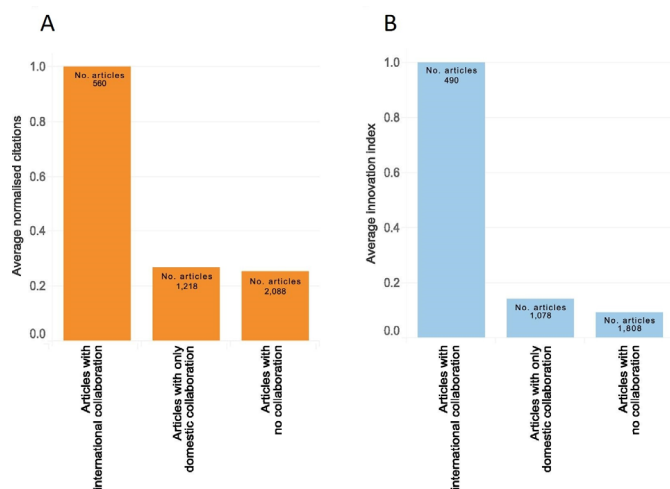 A
Average normalised citations
1.0
0.8
0.6
0.4
0.2
0.0
No. articles
560
No. articles
1,218
No. articles
2,088
Articles with
international collaboration
Articles with only
domestic collaboration
Articles with
no collaboration
B
Average innovation index
1.0
0.8
0.6
0.4
0.2
0.0
No. articles
490
No. articles
1,078
No. articles
1,808
Articles with
international collaboration
Articles with only
domestic collaboration
Articles with
no collaboration